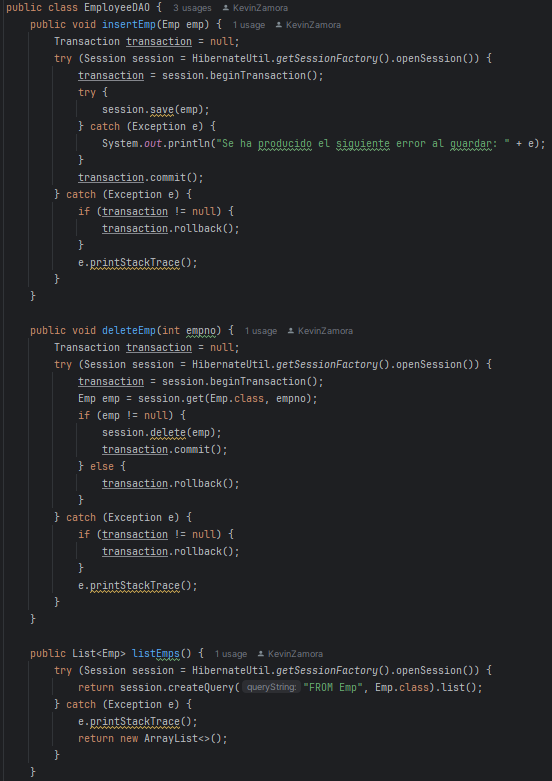 public class EmployeeDAO { 3 usages KevinZamora
public void insertEmp(Emp emp) { 1 usage KevinZamora
Transaction transaction = null;
try (Session session = HibernateUtil.getSessionFactory().openSession()) {
transaction = session.beginTransaction();
try {
session.save(emp);
} catch (Exception e) {
System.out.println("Se ha producido el siguiente error al guardar: " + e);
}
transaction.commit();
} catch (Exception e) {
if (transaction != null) {
transaction.rollback();
}
e.printStackTrace();
}
}
public void deleteEmp(int empno) { 1 usage KevinZamora
Transaction transaction = null;
try (Session session = HibernateUtil.getSessionFactory().openSession()) {
transaction = session.beginTransaction();
Emp emp = session.get(Emp.class, empno);
if (emp != null) {
session.delete(emp);
transaction.commit();
} else {
transaction.rollback();
}
} catch (Exception e) {
if (transaction != null) {
transaction.rollback();
}
e.printStackTrace();
}
}
public List<Emp> listEmps() { 1 usage KevinZamora
try (Session session = HibernateUtil.getSessionFactory().openSession()) {
return session.createQuery( queryString: "FROM Emp", Emp.class).list();
} catch (Exception e) {
e.printStackTrace();
return new ArrayList<>();
}
}